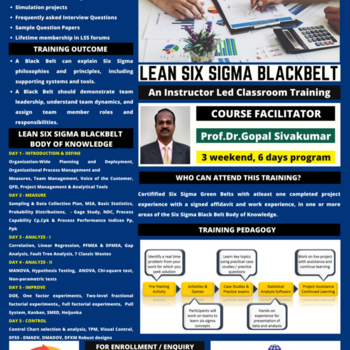 Simulation projects
Frequently asked Interview Questions
Sample Question Papers
Lifetime membership in LSS forums
TRAINING OUTCOME
A Black Belt can explain Six Sigma
philosophies and principles, including
supporting systems and tools.
A Black Belt should demonstrate team
leadership, understand team dynamics, and
assign team member roles and
responsibilities.
LEAN SIX SIGMA BLACKBELT
BODY OF KNOWLEDGE
DAY 1 - INTRODUCTION & DEFINE
Organization-Wide Planning and Deployment,
Organizational Process Management and
Measures, Team Management, Voice of the Customer,
QFD, Project Management & Analytical Tools
DAY 2 - MEASURE
Sampling & Data Collection Plan, MSA, Basic Statistics,
Probability Distributions, - Gage Study, NDC, Process
Capability Cp,Cpk & Process Performance Indices Pp,
Ppk
DAY 3 - ANALYZE - I
Correlation, Linear Regression, PFMEA & DFMEA, Gap
Analysis, Fault Tree Analysis, 7 Classic Wastes
DAY 4 - ANALYZE - II
MANOVA, Hypothesis Testing, ANOVA, Chi-square test,
Non-parametric tests
DAY 5 - IMPROVE
DOE, One factor experiments, Two-level fractional
factorial experiments, Full factorial experiments, Pull
System, Kanban, SMED, Heijunka
DAY 5 - CONTROL
Control Chart selection & analysis, TPM, Visual Control,
DFSS - DMADV, DMADOV, DFXM Robust designs
LEAN SIX SIGMA BLACKBELT
An Instructor Led Classroom Training
COURSE FACILITATOR
Prof.Dr.Gopal Sivakumar
3 weekend, 6 days program
WHO CAN ATTEND THIS TRAINING?
Certified Six Sigma Green Belts with atleast one completed project
experience with a signed affidavit and work experience, in one or more
areas of the Six Sigma Black Belt Body of Knowledge.
TRAINING PEDAGOGY
Identify a real time problem
from your work for which
you seek solution
Learn key topics
using practical case
studies / practice
questions
Work on live project with
assistance and continue
learning
Pre Training
Activity
Activities &
Games
Case Studies &
Practice exams
Statistical
Analysis Software
Project Assistance
Continued Learning
Participants will
work on teams to
learn six sigma
concepts
Hands-on
experience for
presentation of data
and analysis
FOR ENROLLMENT / ENQUIRY